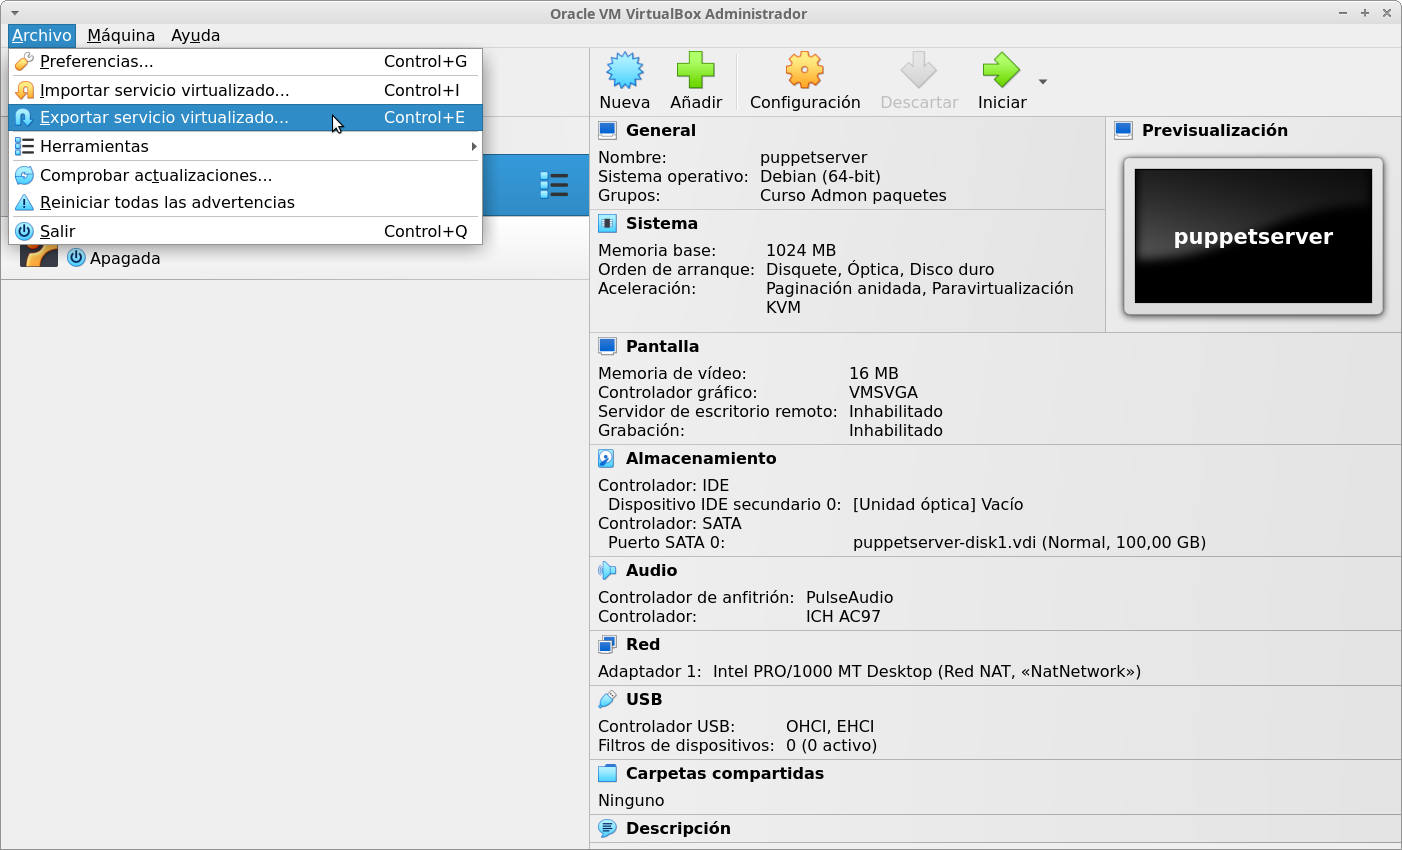 Oracle VM VirtualBox Administrador
Archivo Máquina Ayuda
Preferencias... Control+G
Importar servicio virtualizado... Control+I
Exportar servicio virtualizado... Control+E
Herramientas
Comprobar actualizaciones...
Reiniciar todas las advertencias
Salir Control+Q
Apagada
Nueva Añadir Configuración Descartar Iniciar
General
Nombre: puppetserver
Sistema operativo: Debian (64-bit)
Grupos: Curso Admon paquetes
Sistema
Memoria base: 1024 MB
Orden de arranque: Disquete, Óptica, Disco duro
Aceleración: Paginación anidada, Paravirtualización
KVM
Previsualización
puppetserver
Pantalla
Memoria de vídeo: 16 MB
Controlador gráfico: VMSVGA
Servidor de escritorio remoto: Inhabilitado
Grabación: Inhabilitado
Almacenamiento
Controlador: IDE
Dispositivo IDE secundario 0: [Unidad óptica] Vacío
Controlador: SATA
Puerto SATA 0: puppetserver-disk1.vdi (Normal, 100,00 GB)
Audio
Controlador de anfitrión: PulseAudio
Controlador: ICH AC97
Red
Adaptador 1: Intel PRO/1000 MT Desktop (Red NAT, «NatNetwork»)
USB
Controlador USB: OHCI, EHCI
Filtros de dispositivos: 0 (0 activo)
Carpetas compartidas
Ninguno
Descripción